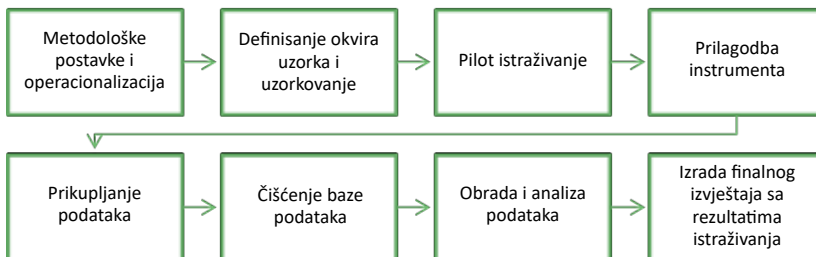 Metodološke
postavke i
operacionalizacija
Definisanje okvira
uzorka i
uzorkovanje
Pilot istraživanje
Prilagodba
instrumenta
Prikupljanje
podataka
Čišćenje baze
podataka
Obrada i analiza
podataka
Izrada finalnog
izvještaja sa
rezultatima
istraživanja